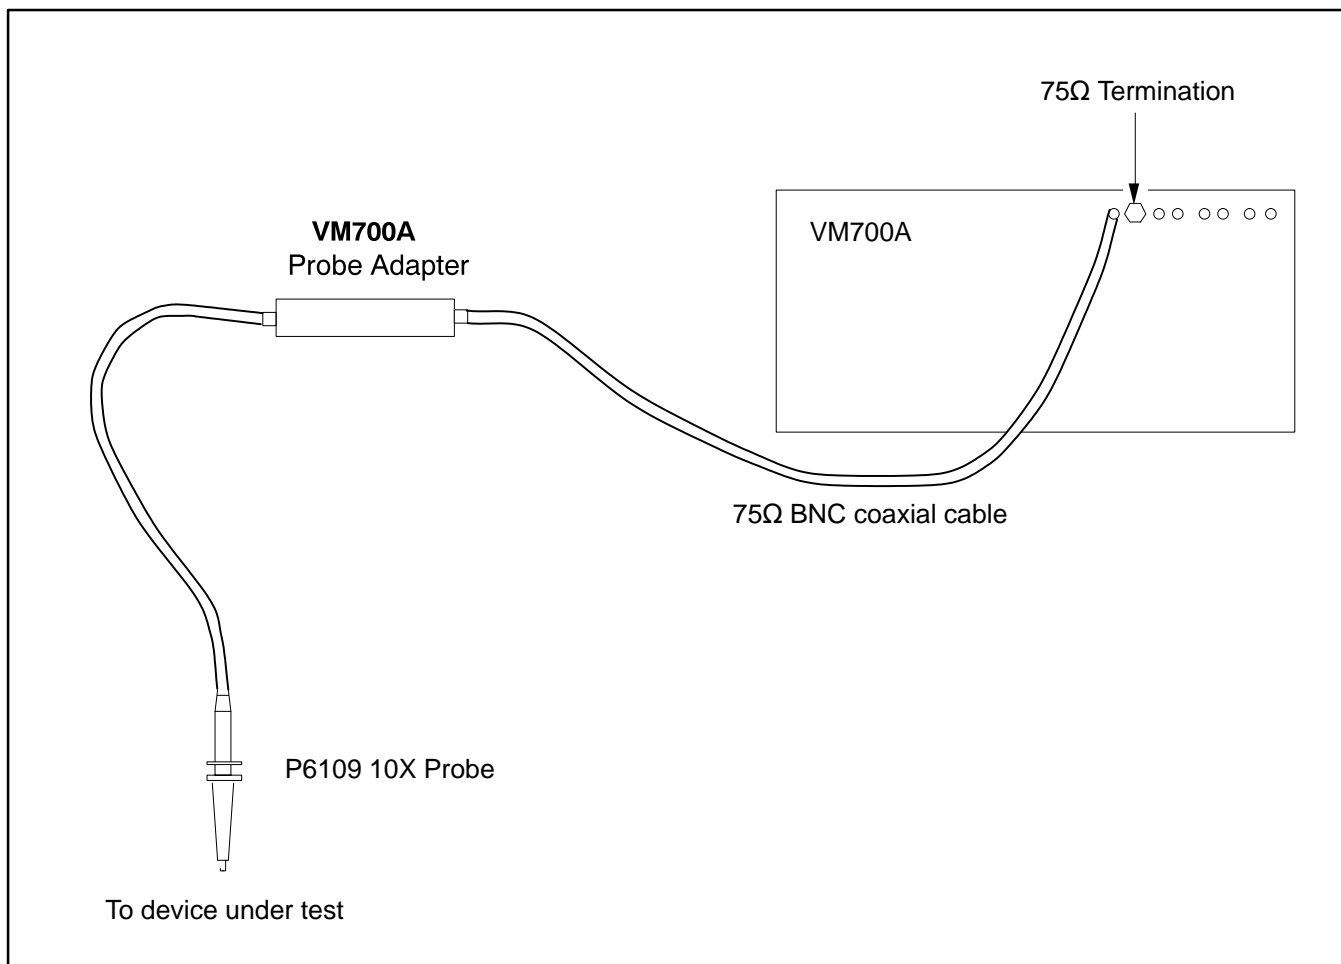 75Ω Termination
VM700A
VM700A
Probe Adapter
75Ω BNC coaxial cable
P6109 10X Probe
To device under test